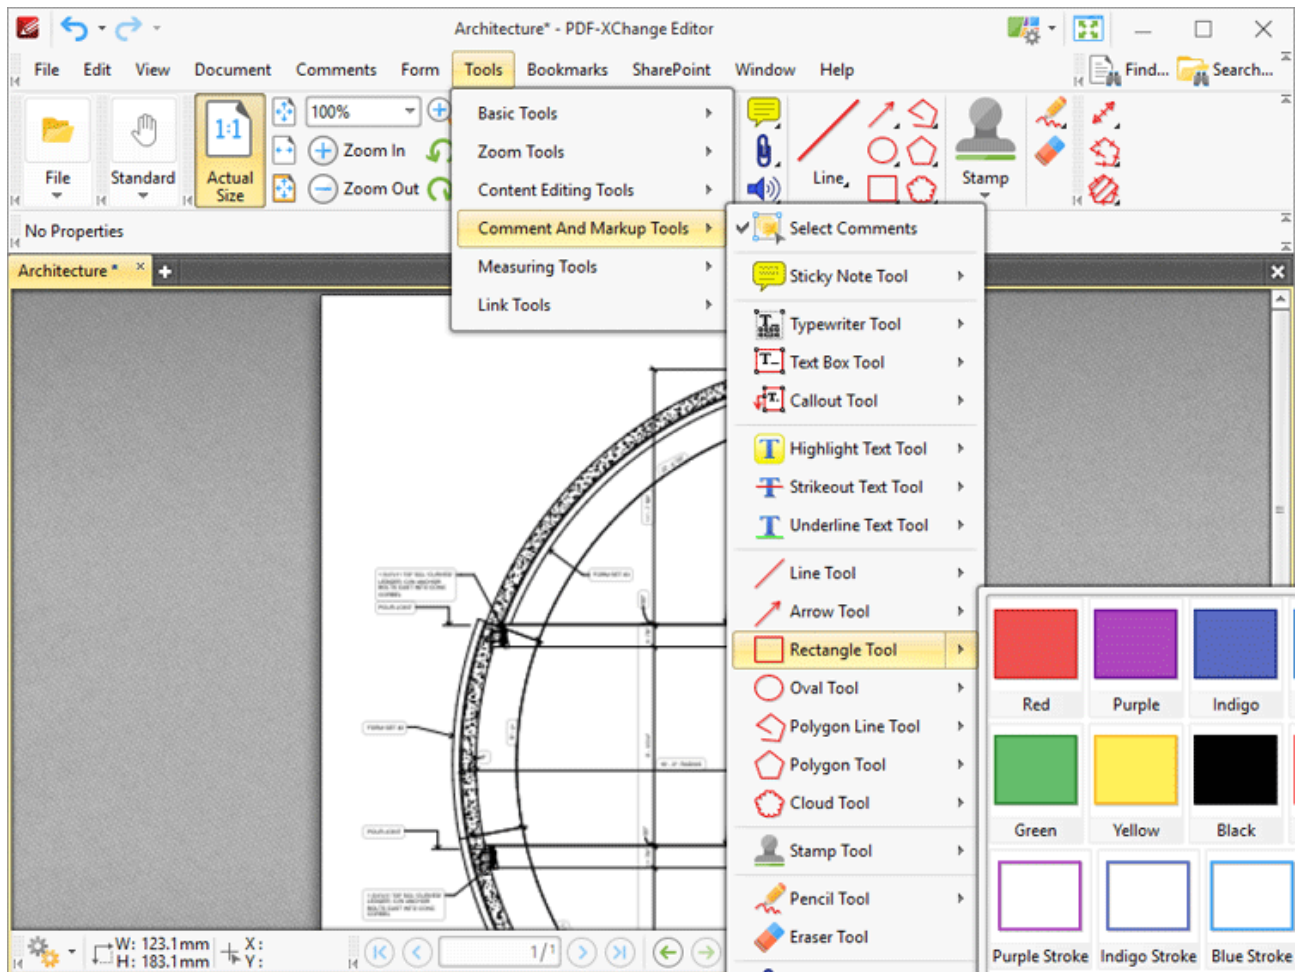 Architecture* - PDF-XChange Editor
File Edit View Document Comments Form Tools Bookmarks SharePoint Window Help Find... Search...
File
Standard
1:1
Actual
Size
100%
Zoom In
Zoom Out
Line
Stamp
No Properties
Architecture *
Basic Tools
Zoom Tools
Content Editing Tools
Comment And Markup Tools
Measuring Tools
Link Tools
Select Comments
Sticky Note Tool
Typewriter Tool
Text Box Tool
Callout Tool
Highlight Text Tool
Strikeout Text Tool
Underline Text Tool
Line Tool
Arrow Tool
Rectangle Tool
Oval Tool
Polygon Line Tool
Polygon Tool
Cloud Tool
Stamp Tool
Pencil Tool
Eraser Tool
Red Purple Indigo
Green Yellow Black
Purple Stroke Indigo Stroke Blue Stroke
W: 123.1mm X:
H: 183.1mm Y:
1/1